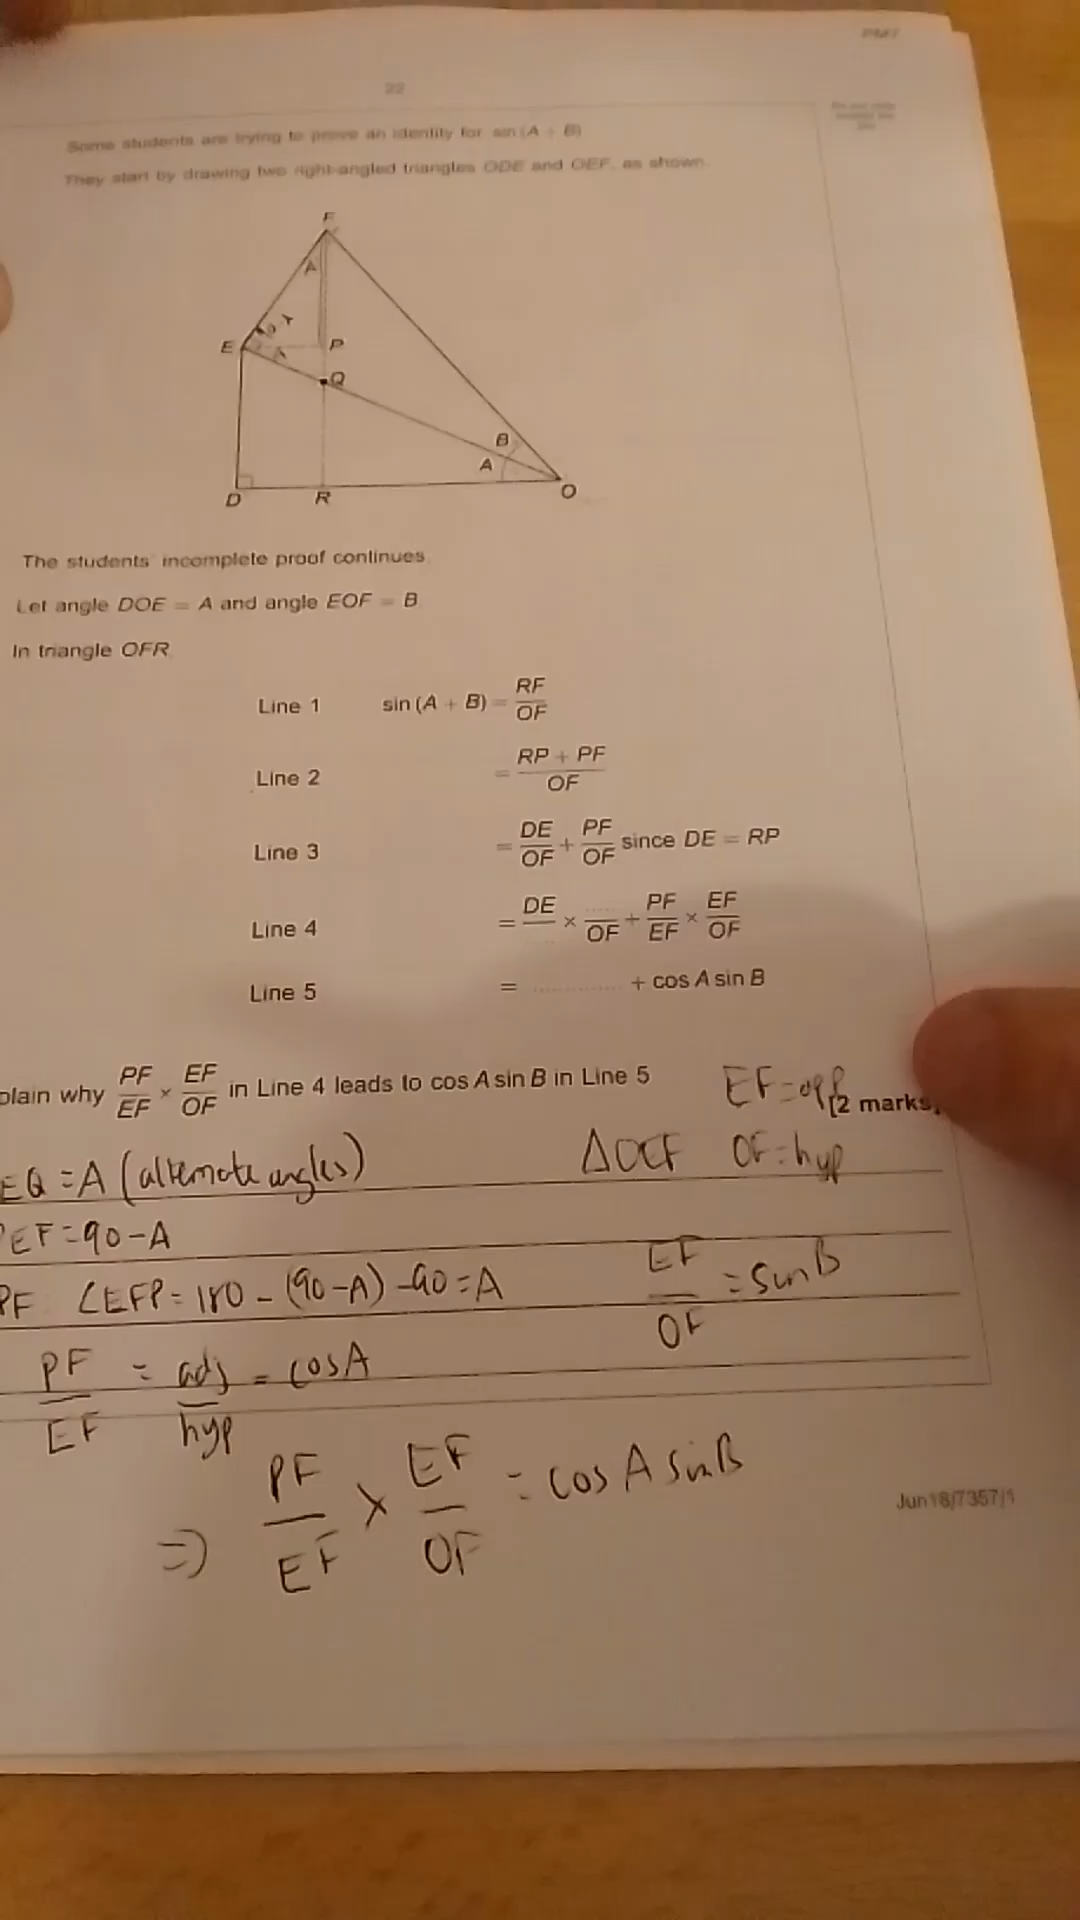 PMT
22
Some students are trying to prove an identity for sin (A + B)
They start by drawing two right-angled triangles ODE and OEF, as shown.
F
A
90-A
E
P
A
Q
B
A
D
R
O
The students' incomplete proof continues,
Let angle DOE = A and angle EOF = B
In triangle OFR
Line 1 sin (A + B) = RF/OF
Line 2 = RP + PF/OF
Line 3 = DE/OF + PF/OF since DE = RP
Line 4 = DE/ × ....../OF + PF/EF × EF/OF
Line 5 = ............ + cos A sin B
plain why PF/EF × EF/OF in Line 4 leads to cos A sin B in Line 5
[2 marks]
EF = opp
EQ = A (alternate angles)
△OEF OF = hyp
PEF = 90 - A
PF ∠EFP = 180 - (90 - A) - 90 = A
EF/OF = sin B
PF/EF = adj/hyp = cos A
⇒ PF/EF × EF/OF = cos A sin B
Jun18/7357/1